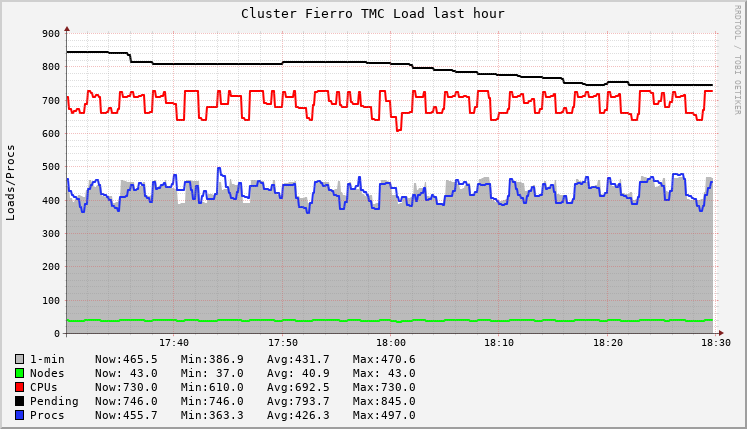 Cluster Fierro TMC Load last hour
RRDTOOL / TOBI OETIKER
Loads/Procs
900
800
700
600
500
400
300
200
100
0
17:40 17:50 18:00 18:10 18:20 18:30
1-min Now:465.5 Min:386.9 Avg:431.7 Max:470.6
Nodes Now: 43.0 Min: 37.0 Avg: 40.9 Max: 43.0
CPUs Now:730.0 Min:610.0 Avg:692.5 Max:730.0
Pending Now:746.0 Min:746.0 Avg:793.7 Max:845.0
Procs Now:455.7 Min:363.3 Avg:426.3 Max:497.0